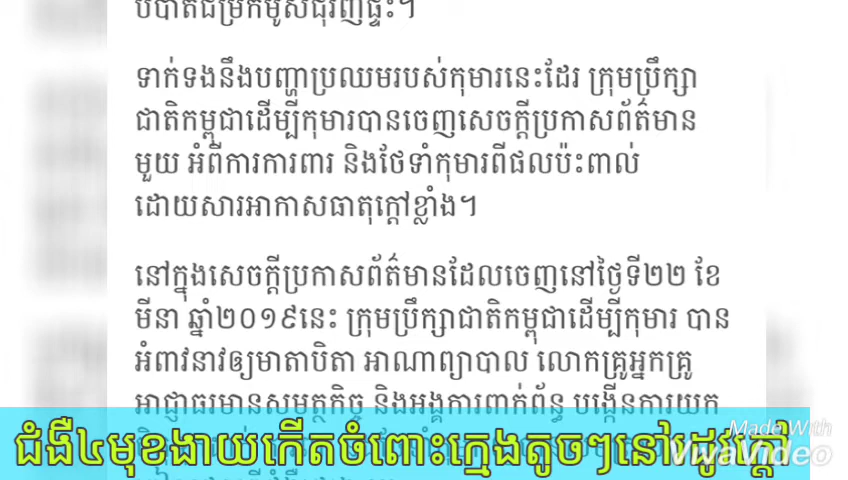 ទាក់ទងនឹងបញ្ហាប្រឈមរបស់កុមារនេះដែរ ក្រុមប្រឹក្សា
ជាតិកម្ពុជាដើម្បីកុមារបានចេញសេចក្តីប្រកាសព័ត៌មាន
មួយ អំពីការការពារ និងថែទាំកុមារពីផលប៉ះពាល់
ដោយសារអាកាសធាតុក្តៅខ្លាំង។
នៅក្នុងសេចក្តីប្រកាសព័ត៌មានដែលចេញនៅថ្ងៃទី២២ ខែ
មីនា ឆ្នាំ២០១៩នេះ ក្រុមប្រឹក្សាជាតិកម្ពុជាដើម្បីកុមារ បាន
អំពាវនាវឲ្យមាតាបិតា អាណាព្យាបាល លោកគ្រូអ្នកគ្រូ
អាជ្ញាធរមានសមត្ថកិច្ច និងអង្គការពាក់ព័ន្ធ បង្កើនការយក
ជំងឺ៤មុខងាយកើតចំពោះក្មេងតូចៗនៅរដូវក្តៅ
Made With
VivaVideo